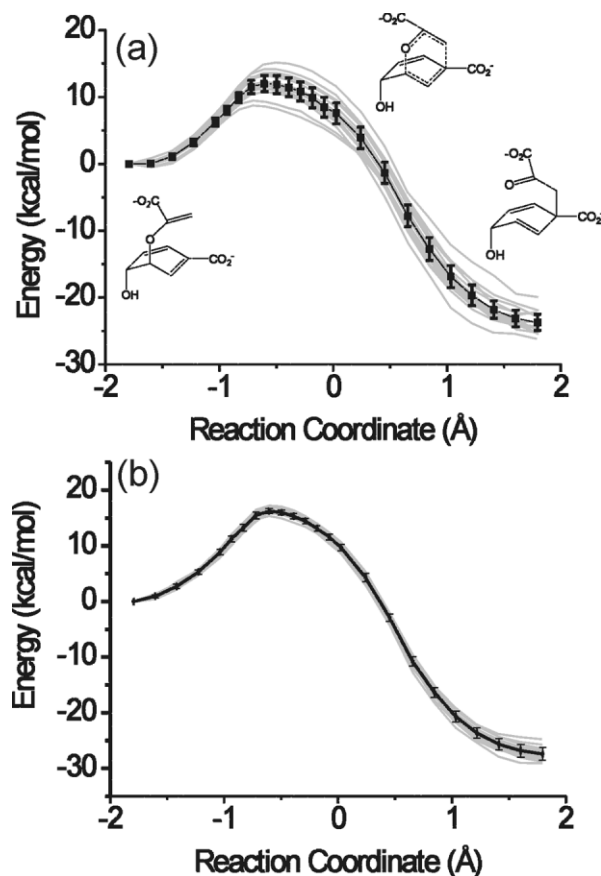 (a)
20
10
0
-10
-20
-30
Energy (kcal/mol)
-2
-1
0
1
2
Reaction Coordinate (Å)
-O₂C
O
CO₂-
OH
-O₂C
O
CO₂-
OH
-O₂C
O
CO₂-
OH
(b)
20
10
0
-10
-20
-30
Energy (kcal/mol)
-2
-1
0
1
2
Reaction Coordinate (Å)